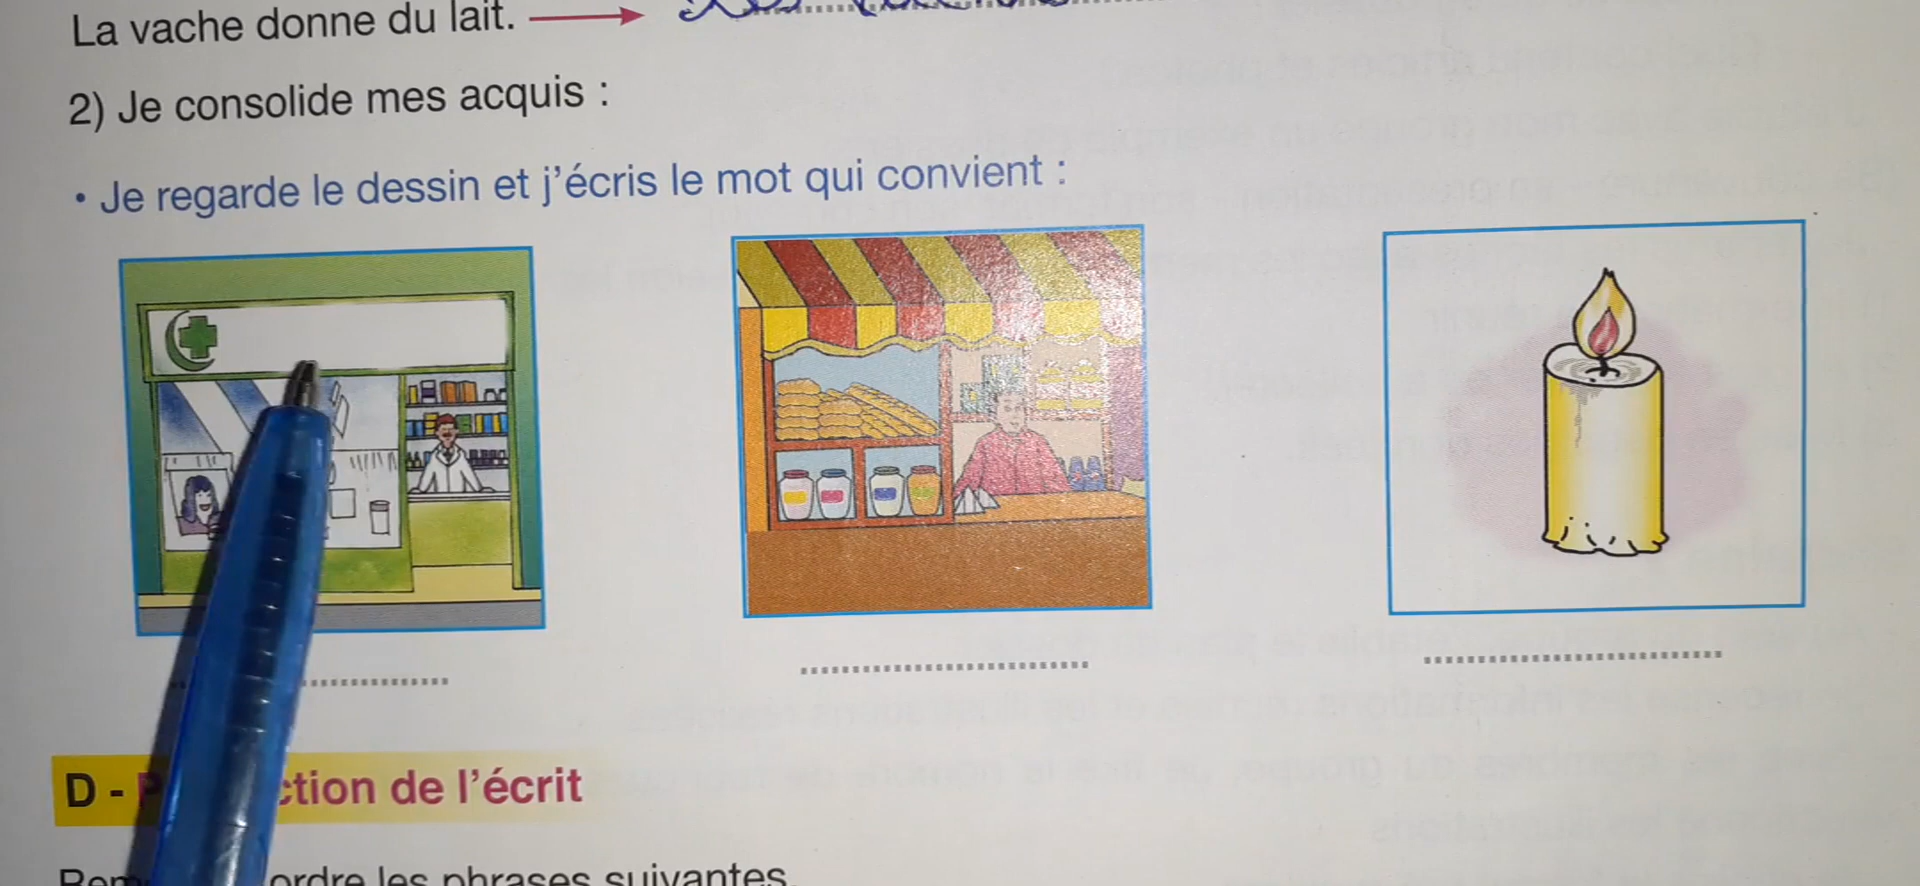 La vache donne du lait.
2) Je consolide mes acquis :
• Je regarde le dessin et j'écris le mot qui convient :
D - P ction de l'écrit
ordre les phrases suivantes.